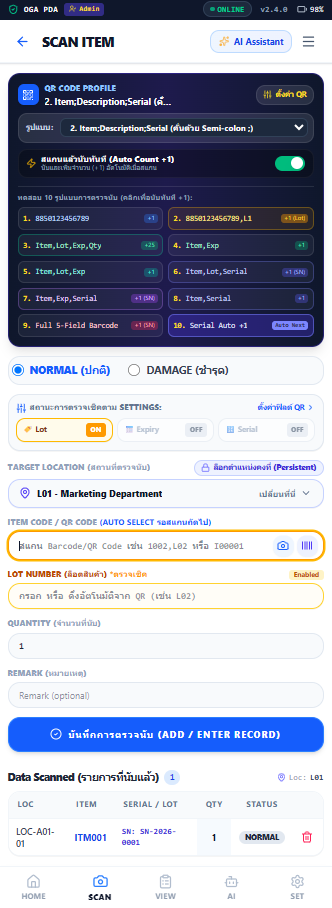 OGA PDA Admin ONLINE v2.4.0 98%
SCAN ITEM AI Assistant
QR CODE PROFILE
2. Item;Description;Serial (คั่... ตั้งค่า QR
รูปแบบ: 2. Item;Description;Serial (คั่นด้วย Semi-colon ;)
สแกนแล้วนับทันที (Auto Count +1)
นับและเพิ่มจำนวน (+1) อัตโนมัติเมื่อสแกน
ทดสอบ 10 รูปแบบการตรวจนับ (คลิกเพื่อนับทันที +1):
1. 8850123456789 +1
2. 8850123456789,L1 +1 (Lot)
3. Item,Lot,Exp,Qty +25
4. Item,Exp +1
5. Item,Lot,Exp +1
6. Item,Lot,Serial +1 (SN)
7. Item,Exp,Serial +1 (SN)
8. Item,Serial +1
9. Full 5-Field Barcode +1 (SN)
10. Serial Auto +1 Auto Next
NORMAL (ปกติ) DAMAGE (ชำรุด)
สถานะการตรวจเช็คตาม SETTINGS: ตั้งค่าฟิลด์ QR >
Lot ON Expiry OFF Serial OFF
TARGET LOCATION (สถานที่ตรวจนับ) ล็อกตำแหน่งคงที่ (Persistent)
L01 - Marketing Department เปลี่ยนที่นี่
ITEM CODE / QR CODE (AUTO SELECT รอสแกนถัดไป)
สแกน Barcode/QR Code เช่น 1002,L02 หรือ I00001
LOT NUMBER (ล็อตสินค้า) *ตรวจเช็ค Enabled
กรอก หรือ ดึงอัตโนมัติจาก QR (เช่น L02)
QUANTITY (จำนวนที่นับ)
1
REMARK (หมายเหตุ)
Remark (optional)
บันทึกการตรวจนับ (ADD / ENTER RECORD)
Data Scanned (รายการที่นับแล้ว) 1 Loc: L01
LOC ITEM SERIAL / LOT QTY STATUS
LOC-A01-
01 ITM001 SN: SN-2026-
0001 1 NORMAL
HOME SCAN VIEW AI SET